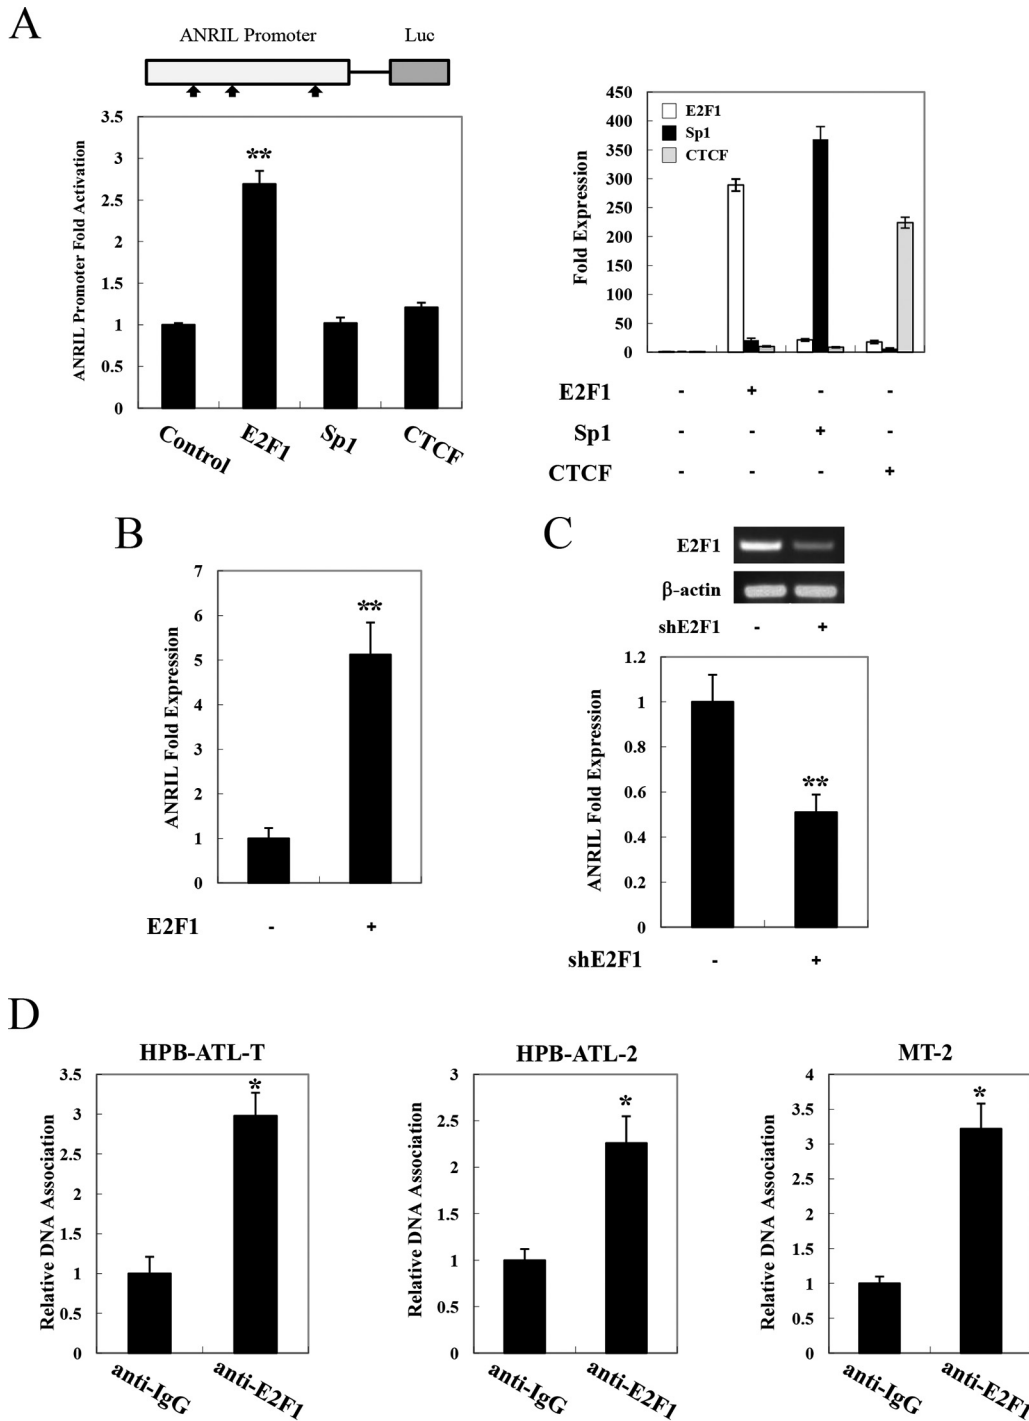 A
ANRIL Promoter
Luc
ANRIL Promoter Fold Activation
3.5
3
2.5
2
1.5
1
0.5
0
**
Control
E2F1
Sp1
CTCF
Fold Expression
450
400
350
300
250
200
150
100
50
0
E2F1
Sp1
CTCF
E2F1 - + - -
Sp1 - - + -
CTCF - - - +
B
ANRIL Fold Expression
7
6
5
4
3
2
1
0
**
E2F1 - +
C
E2F1
β-actin
shE2F1 - +
ANRIL Fold Expression
1.2
1
0.8
0.6
0.4
0.2
0
**
shE2F1 - +
D
HPB-ATL-T
Relative DNA Association
3.5
3
2.5
2
1.5
1
0.5
0
*
anti-IgG
anti-E2F1
HPB-ATL-2
Relative DNA Association
3
2.5
2
1.5
1
0.5
0
*
anti-IgG
anti-E2F1
MT-2
Relative DNA Association
4
3.5
3
2.5
2
1.5
1
0.5
0
*
anti-IgG
anti-E2F1